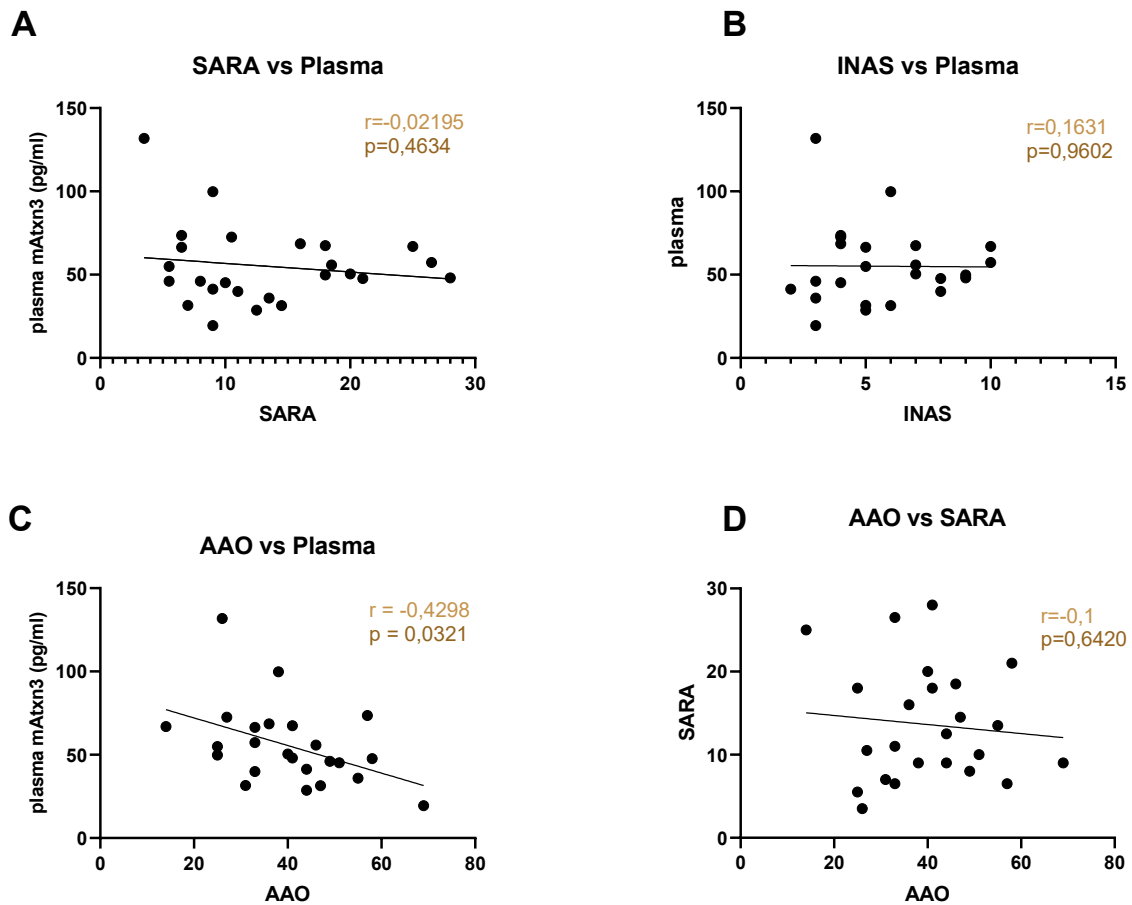 A
SARA vs Plasma
r=-0,02195
p=0,4634
plasma mAtxn3 (pg/ml)
150
100
50
0
0 10 20 30
SARA
B
INAS vs Plasma
r=0,1631
p=0,9602
plasma
150
100
50
0
0 5 10 15
INAS
C
AAO vs Plasma
r = -0,4298
p = 0,0321
plasma mAtxn3 (pg/ml)
150
100
50
0
0 20 40 60 80
AAO
D
AAO vs SARA
r=-0,1
p=0,6420
SARA
30
20
10
0
0 20 40 60 80
AAO